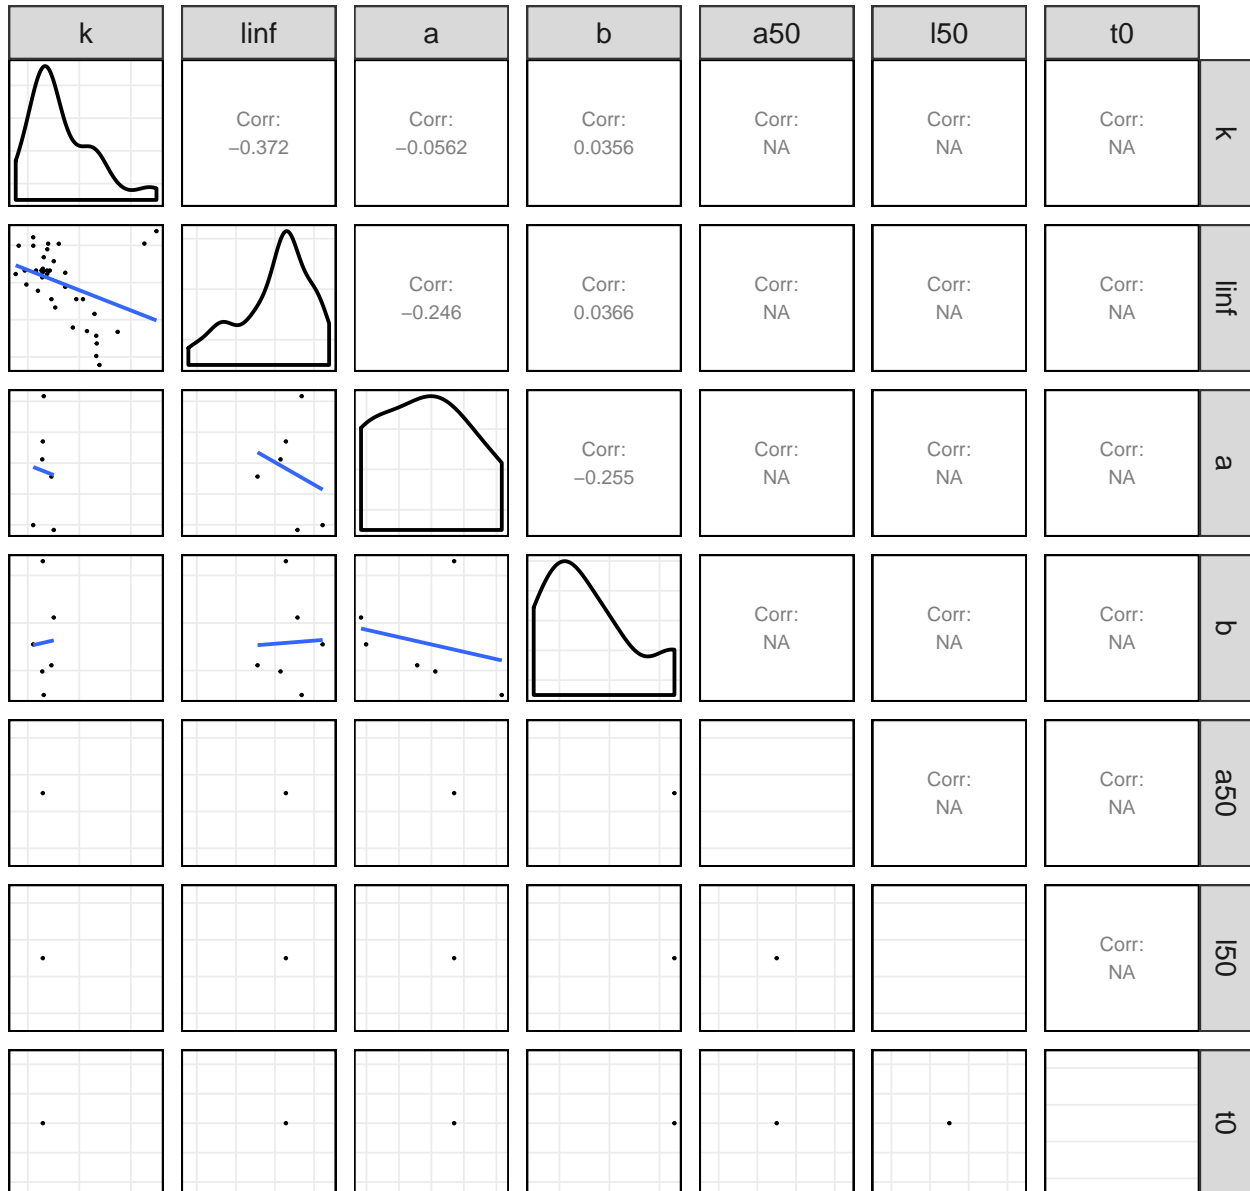 k linf a b a50 l50 t0
Corr: Corr: Corr: Corr: Corr: Corr:
−0.372 −0.0562 0.0356 NA NA NA
k
Corr: Corr: Corr: Corr: Corr:
−0.246 0.0366 NA NA NA
linf
Corr: Corr: Corr: Corr:
−0.255 NA NA NA
a
Corr: Corr: Corr:
NA NA NA
b
Corr: Corr:
NA NA
a50
Corr:
NA
l50
t0